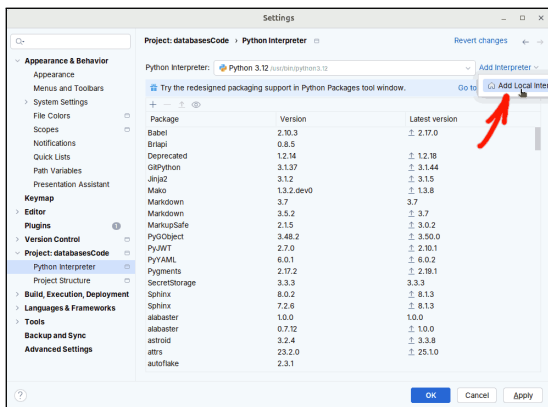 Settings
Project: databasesCode › Python Interpreter
Revert changes
Appearance & Behavior
Appearance
Menus and Toolbars
System Settings
File Colors
Scopes
Notifications
Quick Lists
Path Variables
Presentation Assistant
Keymap
Editor
Plugins 1
Version Control
Project: databasesCode
Python Interpreter
Project Structure
Build, Execution, Deployment
Languages & Frameworks
Tools
Backup and Sync
Advanced Settings
Python Interpreter: Python 3.12 /usr/bin/python3.12 Add Interpreter
Add Local Inter
Try the redesigned packaging support in Python Packages tool window. Go to
Package Version Latest version
Babel 2.10.3 2.17.0
Brlapi 0.8.5
Deprecated 1.2.14 1.2.18
GitPython 3.1.37 3.1.44
Jinja2 3.1.2 3.1.5
Mako 1.3.2.dev0 1.3.8
Markdown 3.7 3.7
Markdown 3.5.2 3.7
MarkupSafe 2.1.5 3.0.2
PyGObject 3.48.2 3.50.0
PyJWT 2.7.0 2.10.1
PyYAML 6.0.1 6.0.2
Pygments 2.17.2 2.19.1
SecretStorage 3.3.3 3.3.3
Sphinx 8.0.2 8.1.3
Sphinx 7.2.6 8.1.3
alabaster 1.0.0 1.0.0
alabaster 0.7.12 1.0.0
astroid 3.2.4 3.3.8
attrs 23.2.0 25.1.0
autoflake 2.3.1
? OK Cancel Apply